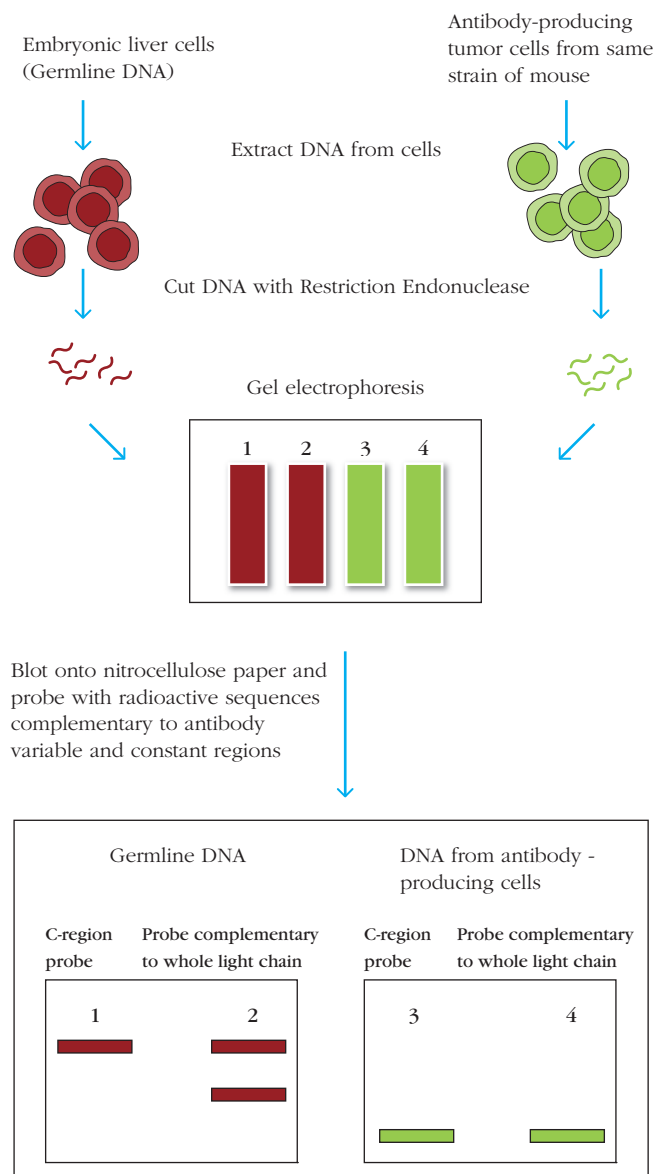 Embryonic liver cells
(Germline DNA)
Antibody-producing
tumor cells from same
strain of mouse
Extract DNA from cells
Cut DNA with Restriction Endonuclease
Gel electrophoresis
1 2 3 4
Blot onto nitrocellulose paper and
probe with radioactive sequences
complementary to antibody
variable and constant regions
Germline DNA
DNA from antibody -
producing cells
C-region
probe
Probe complementary
to whole light chain
C-region
probe
Probe complementary
to whole light chain
1 2
3 4